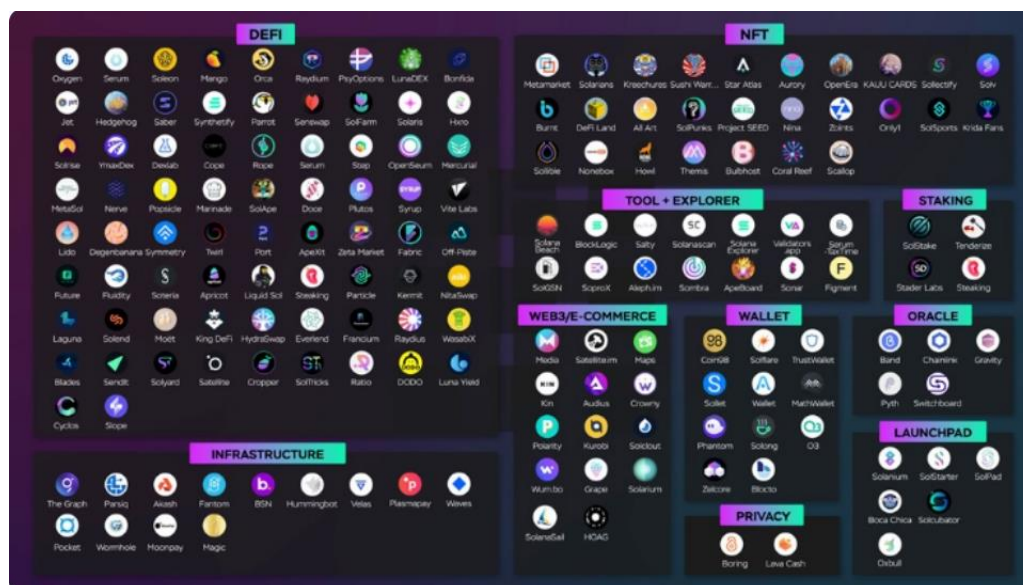 DEFI
Oxygen Serum Soleon Mango Orca Raydium PsyOptions LunaDEX Bonfida
Jet Hedgehog Saber Synthetify Parrot Senswap SolFarm Solaris Hxro
Solrise YmaxDex Dexlab Cope Rope Serum Step OpenSerum Mercurial
MetaSol Nerve Popsicle Marinade SolApe Doce Plutos Syrup Vite Labs
Lido Degenbanana Symmetry Twirl Port ApeXit Zeta Market Fabric Off-Piste
Future Fluidity Soteria Apricot Liquid Sol Steaking Particle Kermit NitaSwap
Laguna Solend Moët King DeFi HydraSwap Everlend Francium Raydius WasabiX
Blades Sendit Solyard Satellite Cropper SolTricks Ratio DODO Luna Yield
Cyclos Slope
INFRASTRUCTURE
The Graph Parsiq Akash Fantom BSN Hummingbot Velas Plasmapay Waves
Pocket Wormhole Moonpay Magic
NFT
Metamarket Solarians Kreechures Sushi Warr... Star Atlas Aurory OpenEra KAUU CARDS Sollectify Solv
Burnt DeFi Land All Art SolPunks Project SEED Nina Zoints Only1 SolSports Krida Fans
Solible Nonebox Howl Themis Bulbhost Coral Reef Scallop
TOOL + EXPLORER
Solana Beach BlockLogic Salty Solanascan Solana Explorer Validators app Serum
SolGSN SoproX Aleph.im Sombra ApeBoard Sonar Figment
STAKING
SolStake Tenderize
Stader Labs Steaking
WEB3/E-COMMERCE
Media Satellite.im Maps
Kin Audius Crowny
Polarity Kurobi Solclout
Wum.bo Grape Solarium
SolanaSail HOAG
WALLET
Coin98 Solflare TrustWallet
Sollet Wallet MathWallet
Phantom Solong O3
Zelcore Blocto
PRIVACY
Boring Lava Cash
ORACLE
Band Chainlink Gravity
Pyth Switchboard
LAUNCHPAD
Solanium SolStarter SolPad
Boca Chica Solcubator
Oxbull